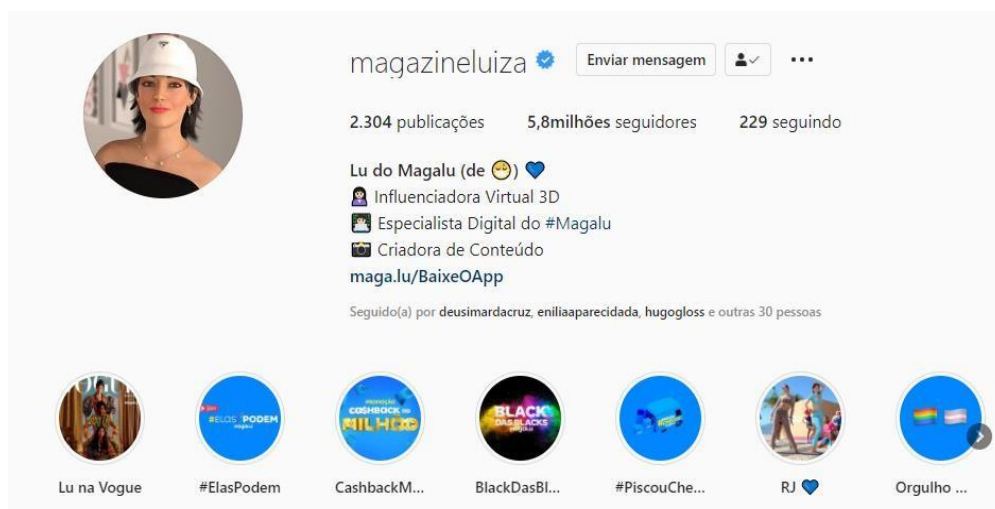 magazineluiza
Enviar mensagem
2.304 publicações 5,8milhões seguidores 229 seguindo
Lu do Magalu (de 😷) 💙
Influenciadora Virtual 3D
Especialista Digital do #Magalu
Criadora de Conteúdo
maga.lu/BaixeOApp
Seguido(a) por deusimardacruz, eniliaaparecidada, hugogloss e outras 30 pessoas
#ELAS PODEM
CASHBACK
MILHÃO
BLACK
DAS BLACKS
Lu na Vogue #ElasPodem CashbackM... BlackDasBl... #PiscouChe... RJ 💙 Orgulho ...